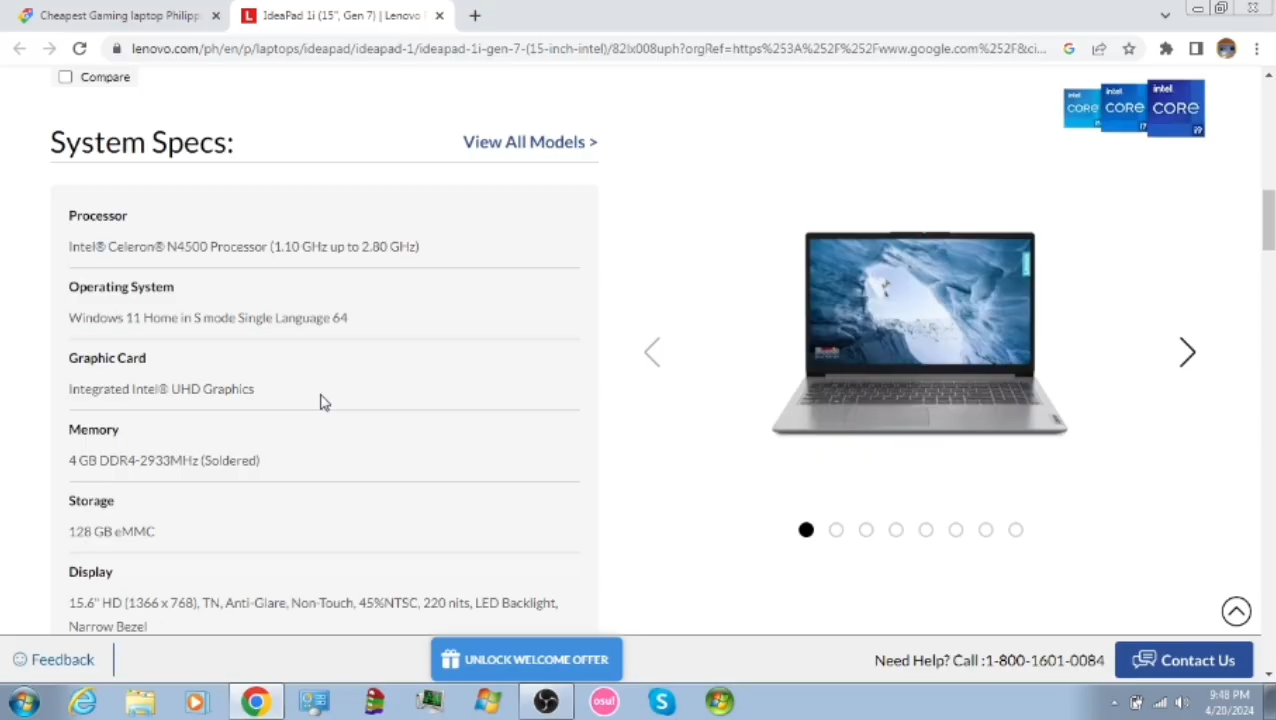 Cheapest Gaming laptop Philipp
IdeaPad 1i (15", Gen 7) | Lenovo
lenovo.com/ph/en/p/laptops/ideapad/ideapad-1/ideapad-1i-gen-7-(15-inch-intel)/82lx008uph?orgRef=https%253A%252F%252Fwww.google.com%252F&ci...
Compare
System Specs:
View All Models >
intel CORE
intel CORE i7
intel CORE i9
Processor
Intel® Celeron® N4500 Processor (1.10 GHz up to 2.80 GHz)
Operating System
Windows 11 Home in S mode Single Language 64
Graphic Card
Integrated Intel® UHD Graphics
Memory
4 GB DDR4-2933MHz (Soldered)
Storage
128 GB eMMC
Display
15.6" HD (1366 x 768), TN, Anti-Glare, Non-Touch, 45%NTSC, 220 nits, LED Backlight,
Narrow Bezel
Feedback
UNLOCK WELCOME OFFER
Need Help? Call :1-800-1601-0084
Contact Us
osu!
9:48 PM
4/20/2024